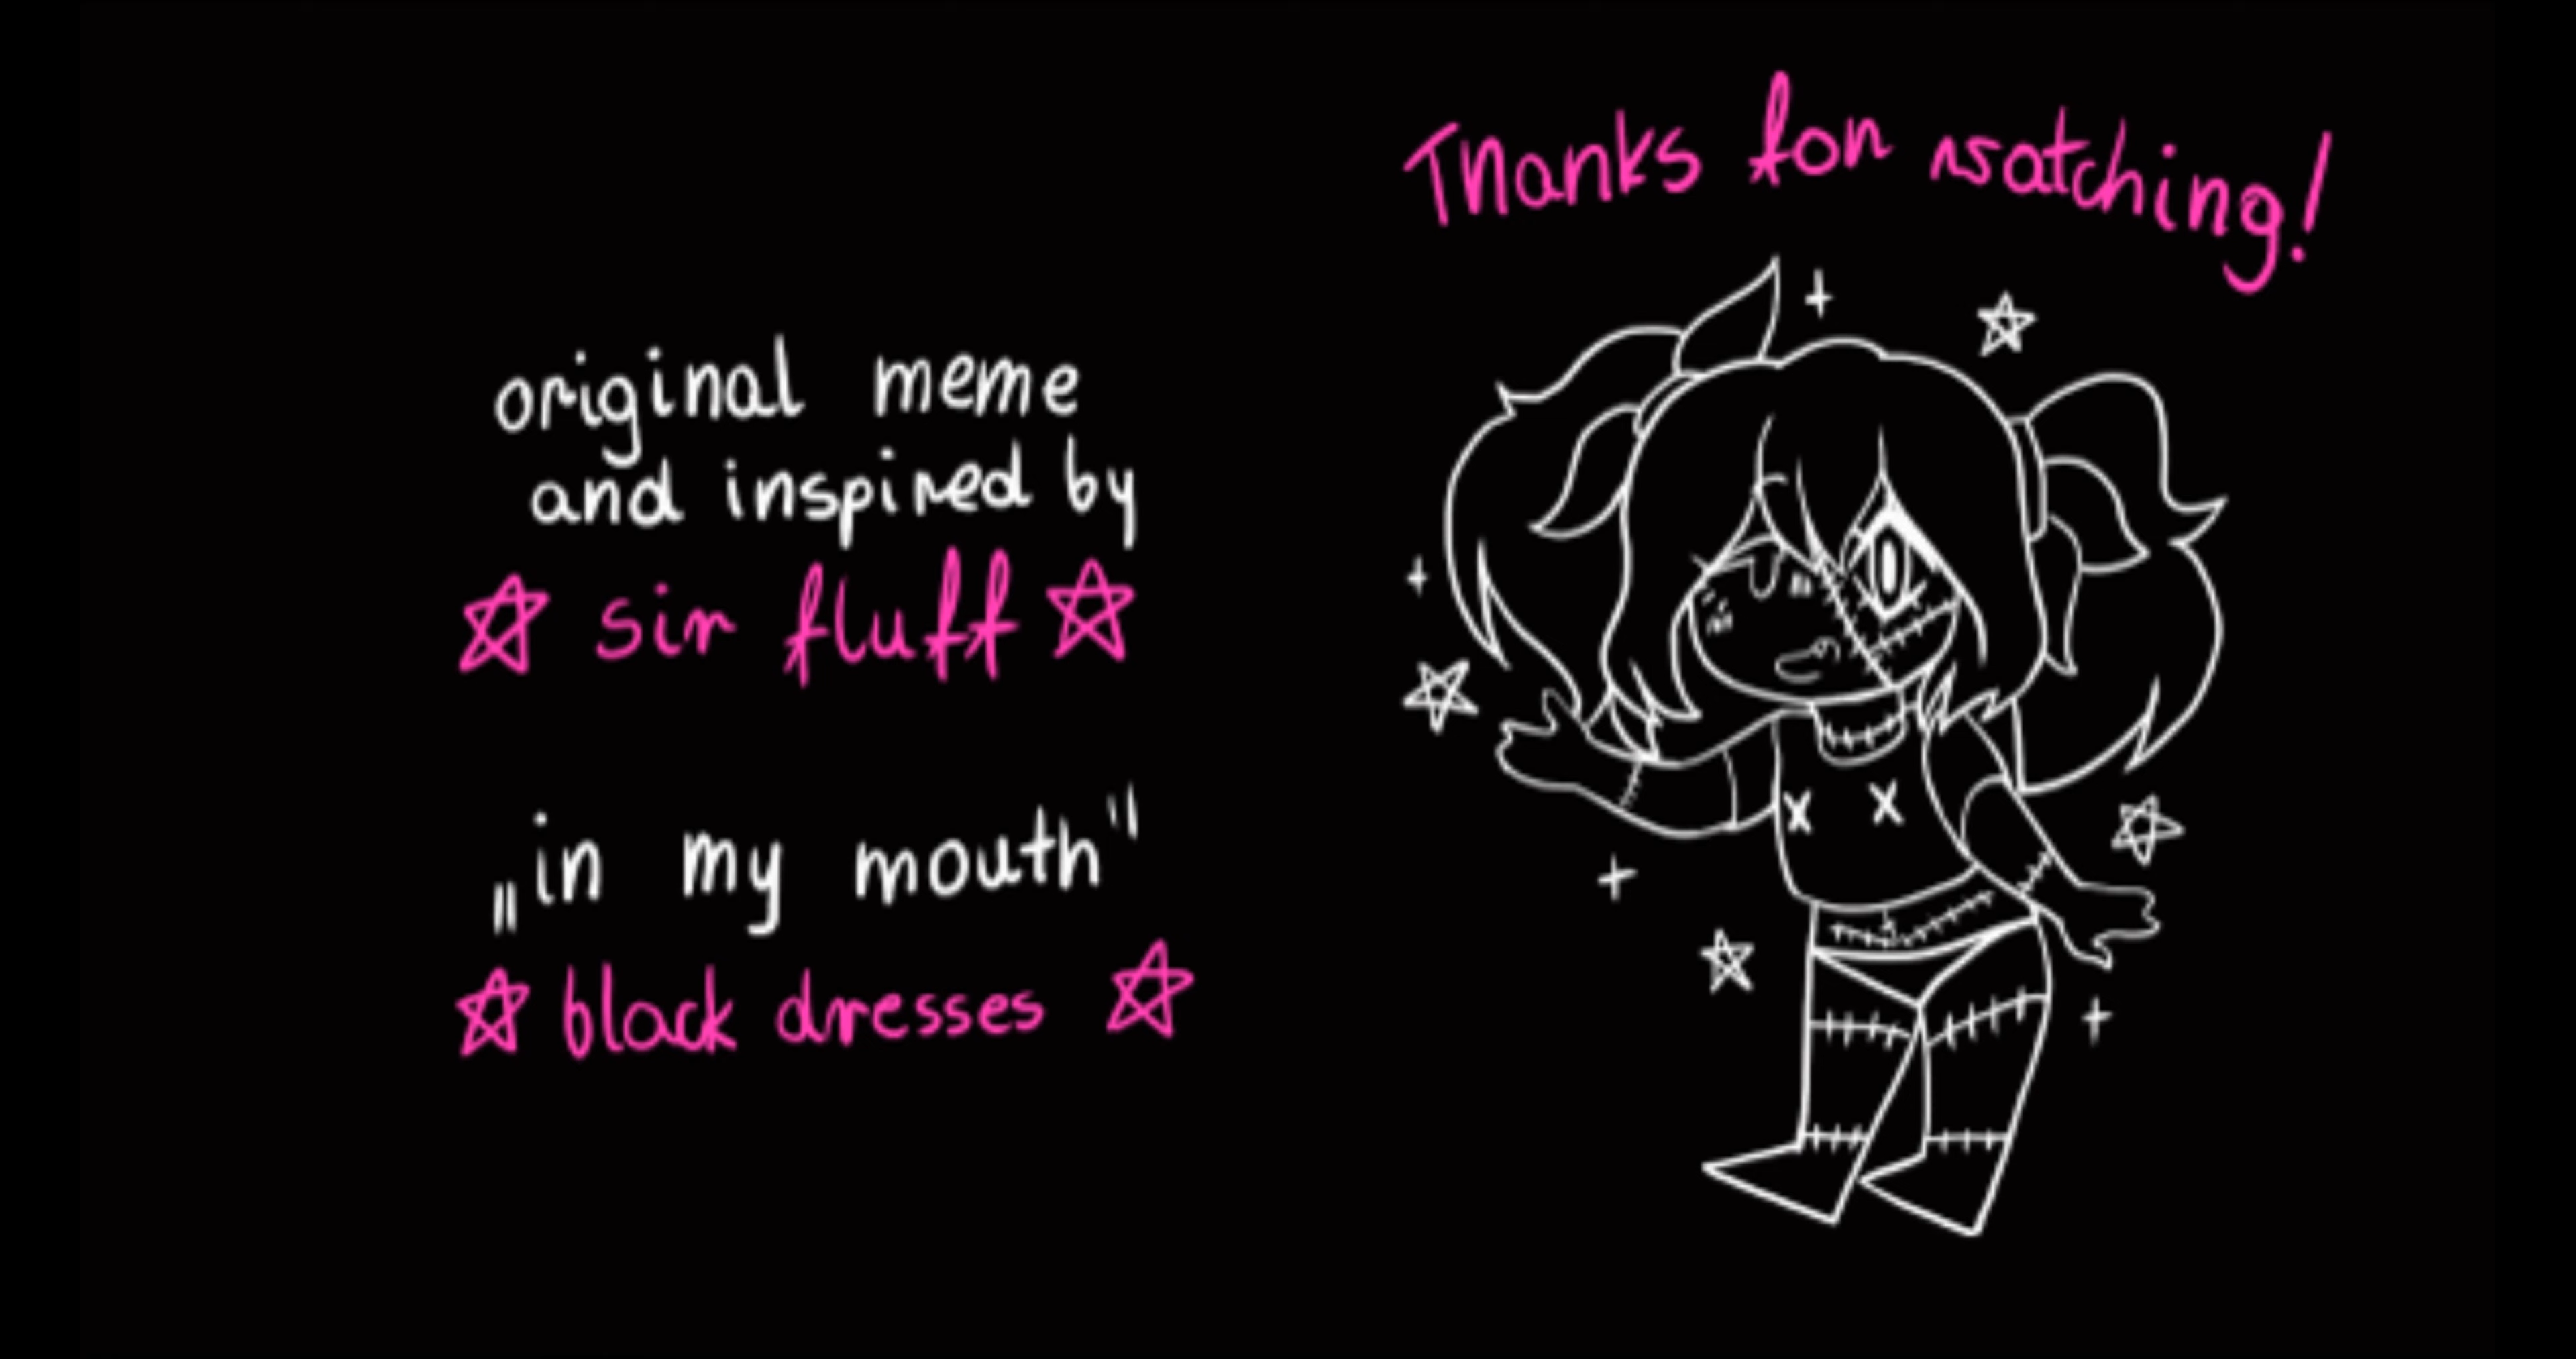 original meme
and inspired by
☆ sir fluff ☆
„in my mouth"
☆ black dresses ☆
Thanks for watching!